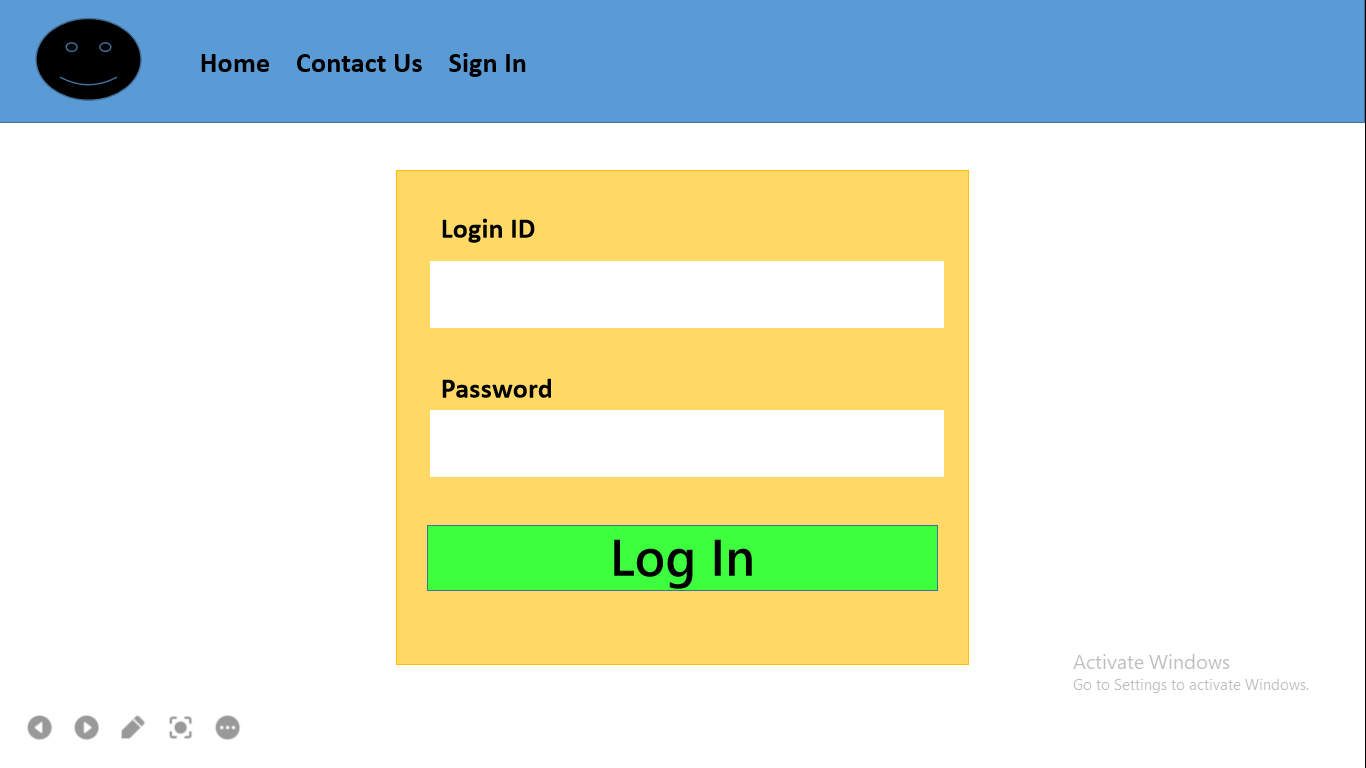 Home Contact Us Sign In
Login ID
Password
Log In
Activate Windows
Go to Settings to activate Windows.